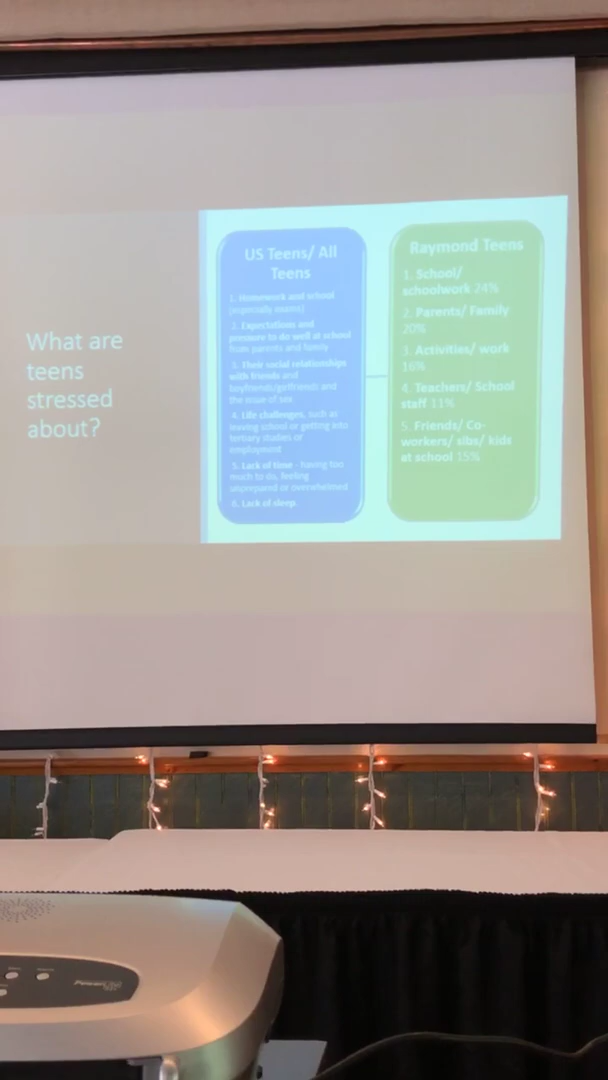 What are
teens
stressed
about?
US Teens/ All
Teens
1. Homework and school
(especially exams)
2. Expectations and
pressure to do well at school
from parents and family
3. Their social relationships
with friends and
boyfriends/girlfriends and
the issue of sex
4. Life challenges, such as
leaving school or getting into
tertiary studies or
employment
5. Lack of time - having too
much to do, feeling
unprepared or overwhelmed
6. Lack of sleep.
Raymond Teens
1. School/
schoolwork 24%
2. Parents/ Family
20%
3. Activities/ work
16%
4. Teachers/ School
staff 11%
5. Friends/ Co-
workers/ sibs/ kids
at school 15%